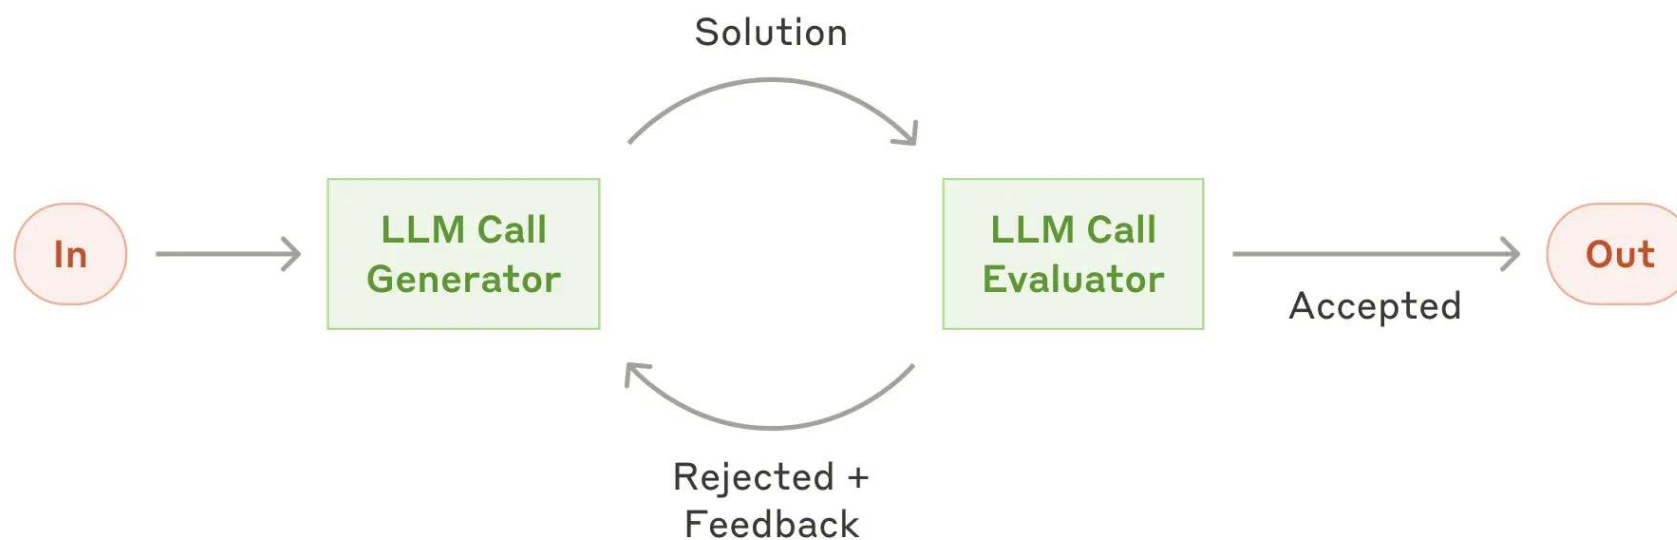 Solution
In
LLM Call
Generator
LLM Call
Evaluator
Accepted
Out
Rejected +
Feedback